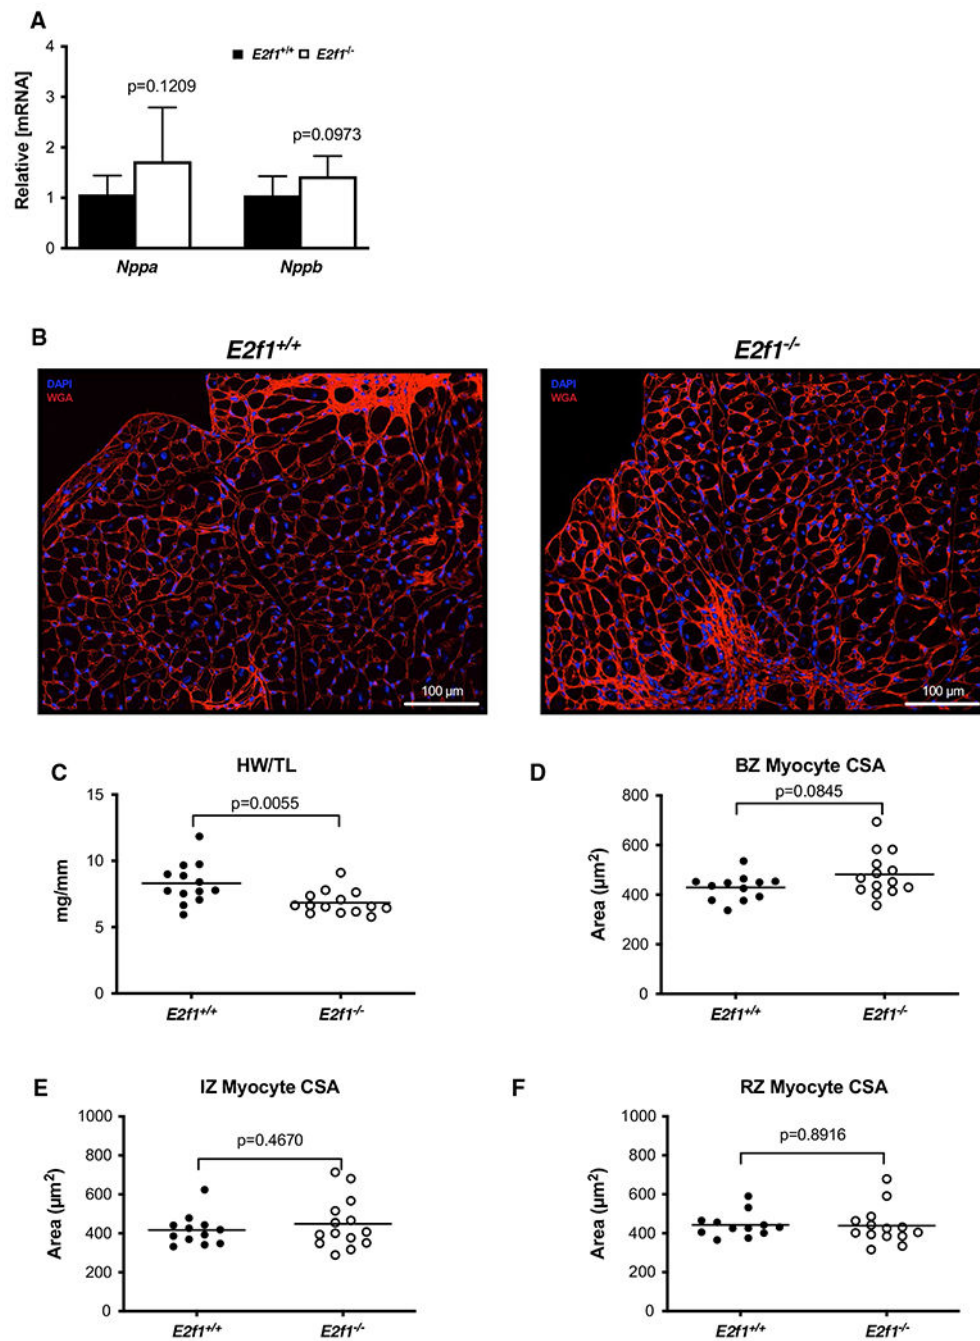 A
E2f1+/+ E2f1-/-
4
p=0.1209
3
p=0.0973
2
1
0
Relative [mRNA]
Nppa Nppb
B
E2f1+/+ E2f1-/-
DAPI
WGA
100 µm
DAPI
WGA
100 µm
C
HW/TL
15
p=0.0055
10
5
0
mg/mm
E2f1+/+ E2f1-/-
D
BZ Myocyte CSA
800
p=0.0845
600
400
200
0
Area (µm²)
E2f1+/+ E2f1-/-
E
IZ Myocyte CSA
1000
p=0.4670
800
600
400
200
0
Area (µm²)
E2f1+/+ E2f1-/-
F
RZ Myocyte CSA
1000
p=0.8916
800
600
400
200
0
Area (µm²)
E2f1+/+ E2f1-/-